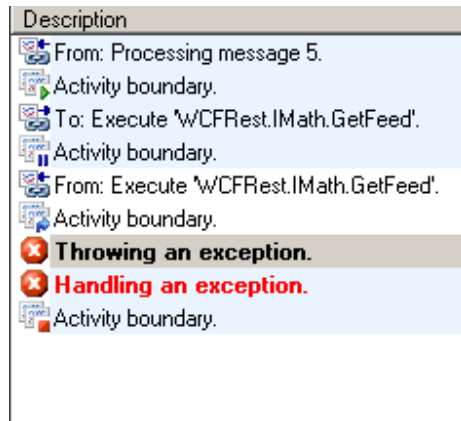 Description
From: Processing message 5.
Activity boundary.
To: Execute 'WCFRest.IMath.GetFeed'.
Activity boundary.
From: Execute 'WCFRest.IMath.GetFeed'.
Activity boundary.
Throwing an exception.
Handling an exception.
Activity boundary.